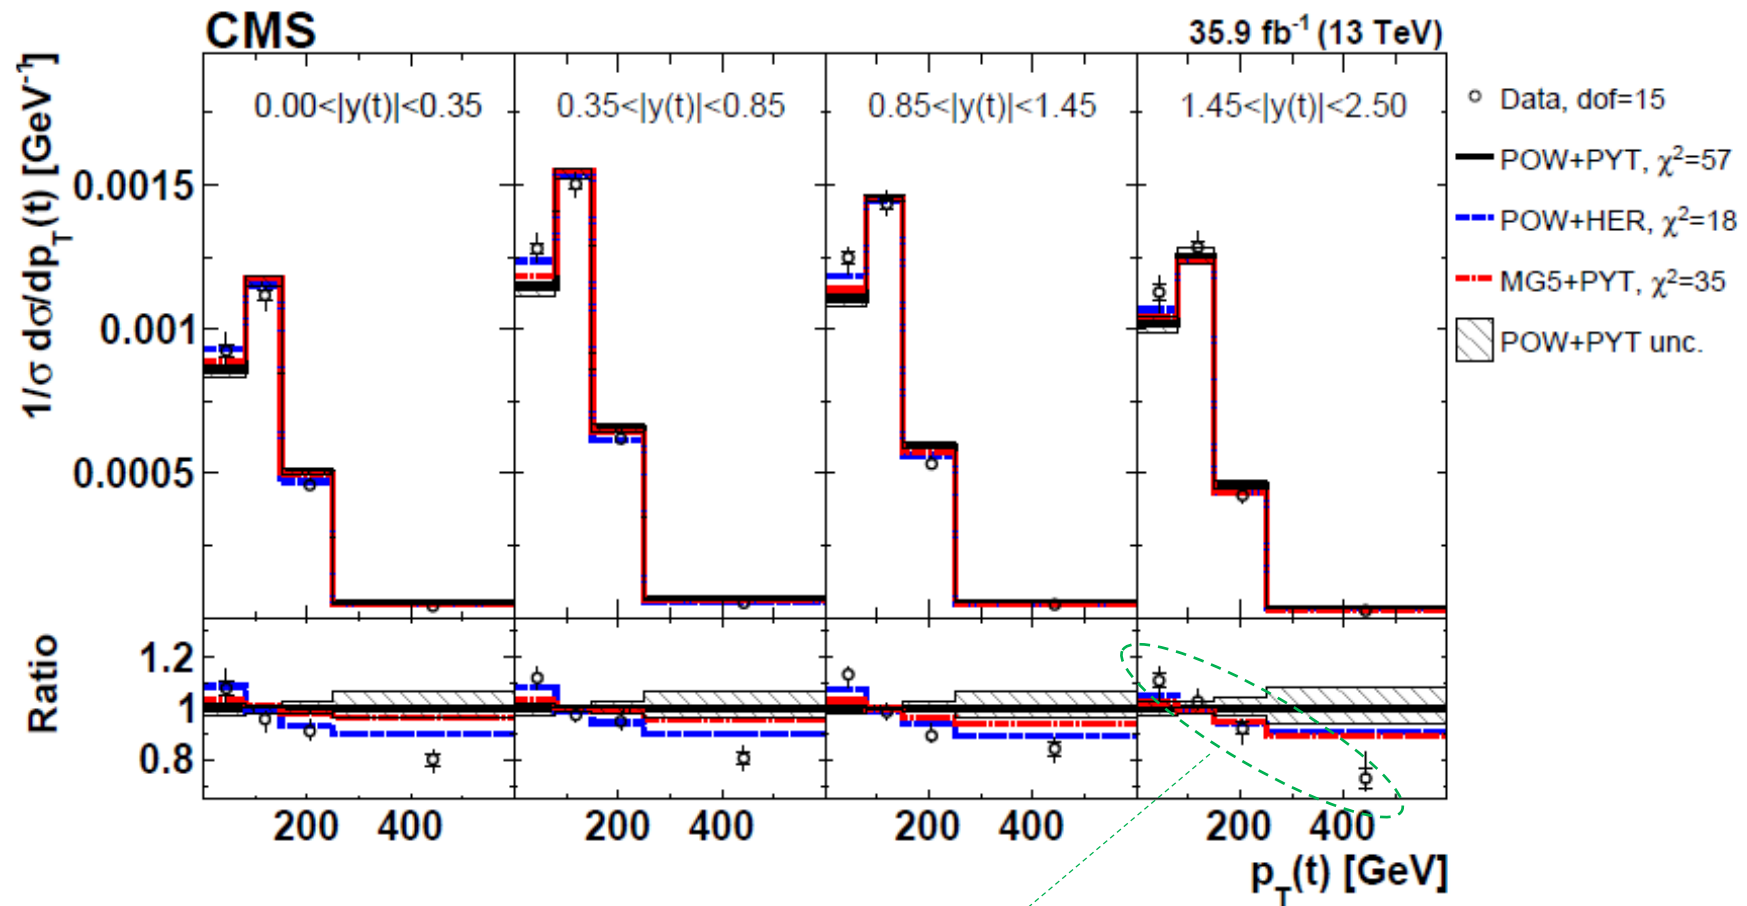 CMS
35.9 fb⁻¹ (13 TeV)
1/σ dσ/dp_T(t) [GeV⁻¹]
0.00<|y(t)|<0.35
0.35<|y(t)|<0.85
0.85<|y(t)|<1.45
1.45<|y(t)|<2.50
Data, dof=15
POW+PYT, χ²=57
POW+HER, χ²=18
MG5+PYT, χ²=35
POW+PYT unc.
0.0015
0.001
0.0005
Ratio
1.2
1
0.8
200 400 200 400 200 400 200 400
p_T(t) [GeV]